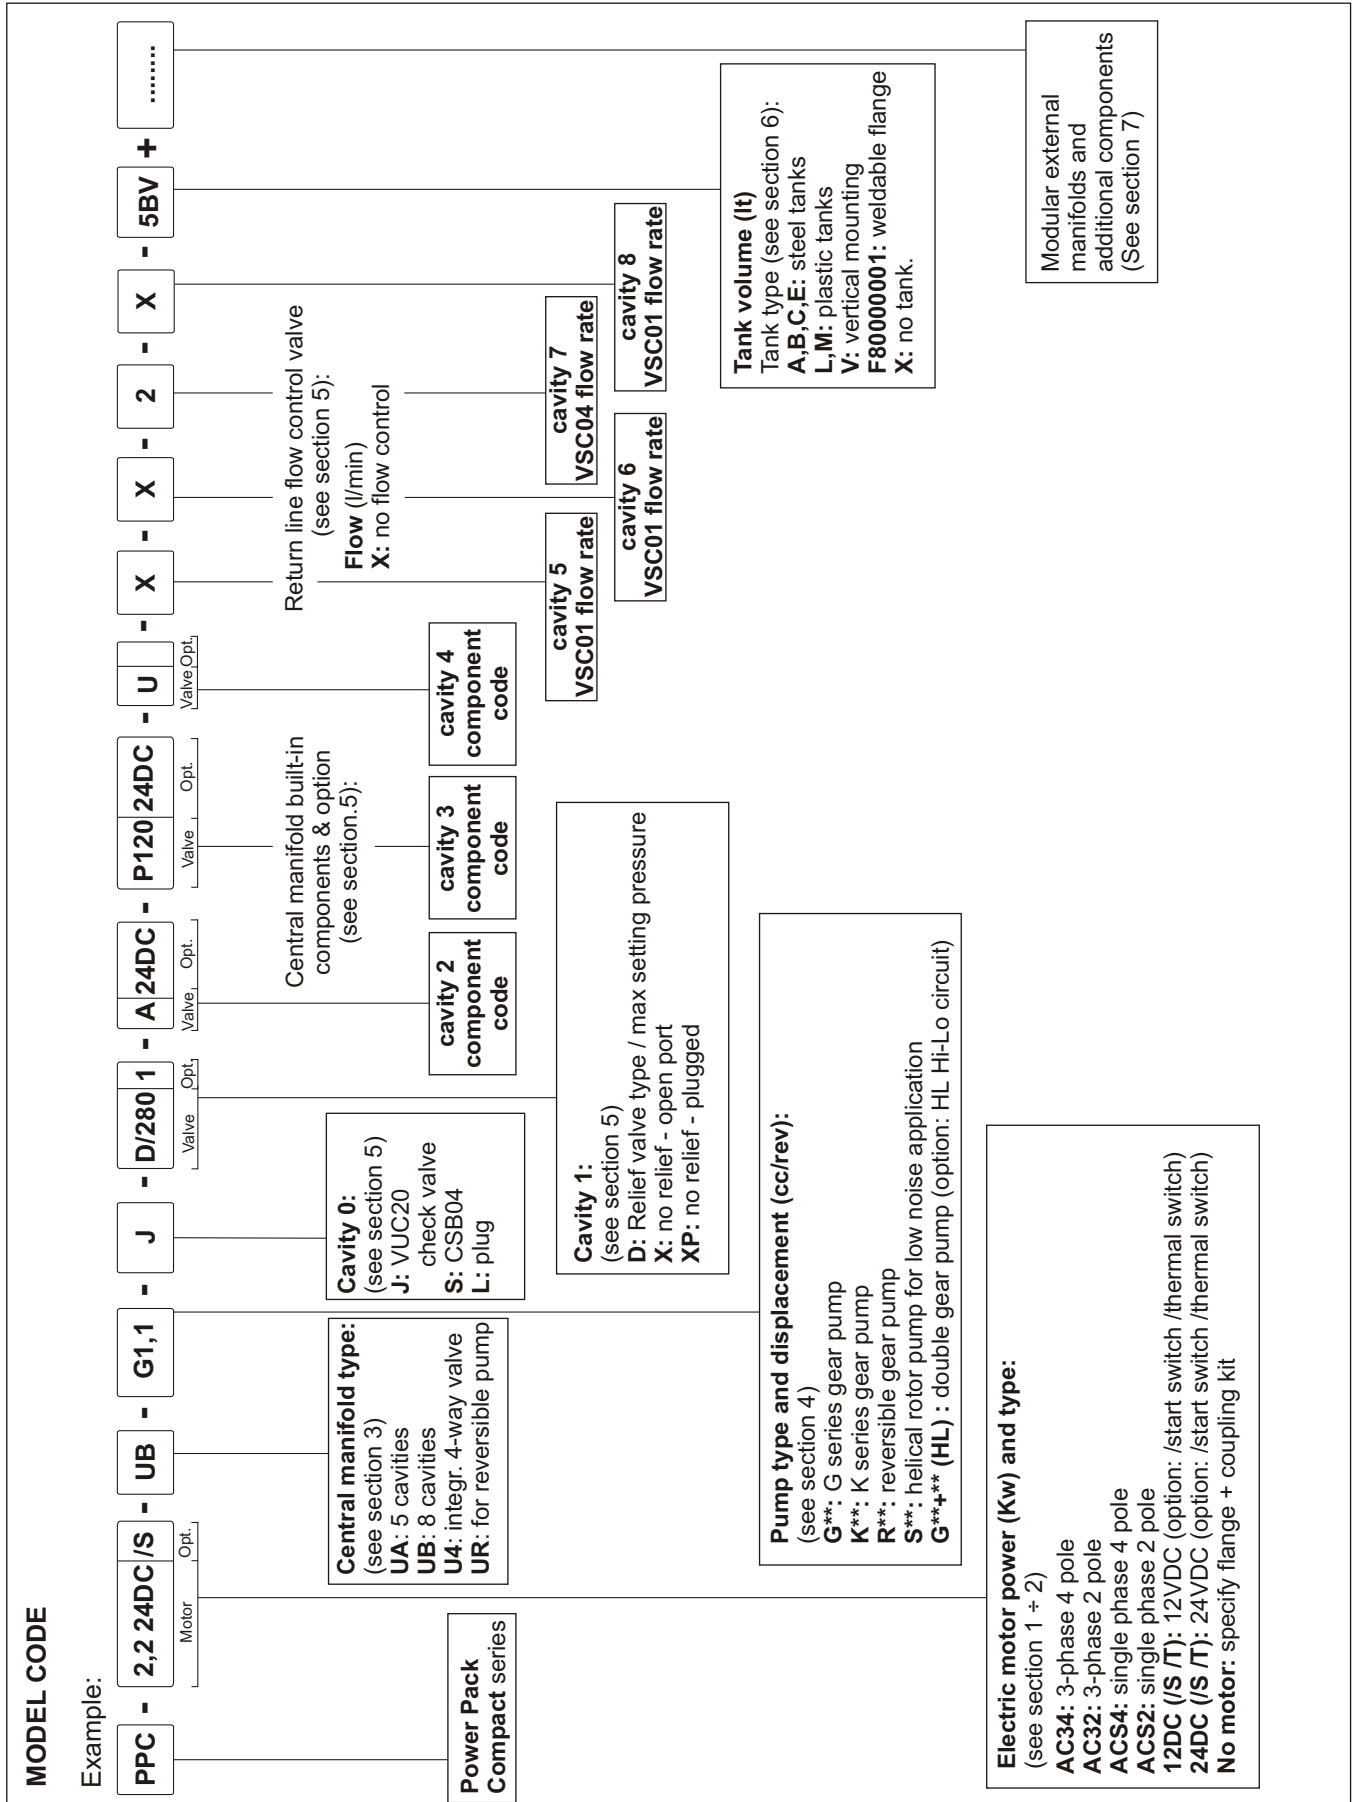 MODEL CODE
Example:
PPC - 2,2 24DC /S - UB - G1,1 - J - D/280 1 - A 24DC - P120 24DC - U - X - X - 2 - X - 5BV + ........
Motor Opt. Valve Opt. Valve Opt. Valve Opt. Valve Opt.
Power Pack
Compact series
Electric motor power (Kw) and type:
(see section 1 ÷ 2)
AC34: 3-phase 4 pole
AC32: 3-phase 2 pole
ACS4: single phase 4 pole
ACS2: single phase 2 pole
12DC (/S /T): 12VDC (option: /start switch /thermal switch)
24DC (/S /T): 24VDC (option: /start switch /thermal switch)
No motor: specify flange + coupling kit
Central manifold type:
(see section 3)
UA: 5 cavities
UB: 8 cavities
U4: integr. 4-way valve
UR: for reversible pump
Pump type and displacement (cc/rev):
(see section 4)
G**: G series gear pump
K**: K series gear pump
R**: reversible gear pump
S**: helical rotor pump for low noise application
G**+** (HL) : double gear pump (option: HL Hi-Lo circuit)
Cavity 0:
(see section 5)
J: VUC20
check valve
S: CSB04
L: plug
Cavity 1:
(see section 5)
D: Relief valve type / max setting pressure
X: no relief - open port
XP: no relief - plugged
Central manifold built-in
components & option
(see section.5):
cavity 2
component
code
cavity 3
component
code
cavity 4
component
code
Return line flow control valve
(see section 5):
Flow (l/min)
X: no flow control
cavity 5
VSC01 flow rate
cavity 6
VSC01 flow rate
cavity 7
VSC04 flow rate
cavity 8
VSC01 flow rate
Tank volume (lt)
Tank type (see section 6):
A,B,C,E: steel tanks
L,M: plastic tanks
V: vertical mounting
F80000001: weldable flange
X: no tank.
Modular external
manifolds and
additional components
(See section 7)